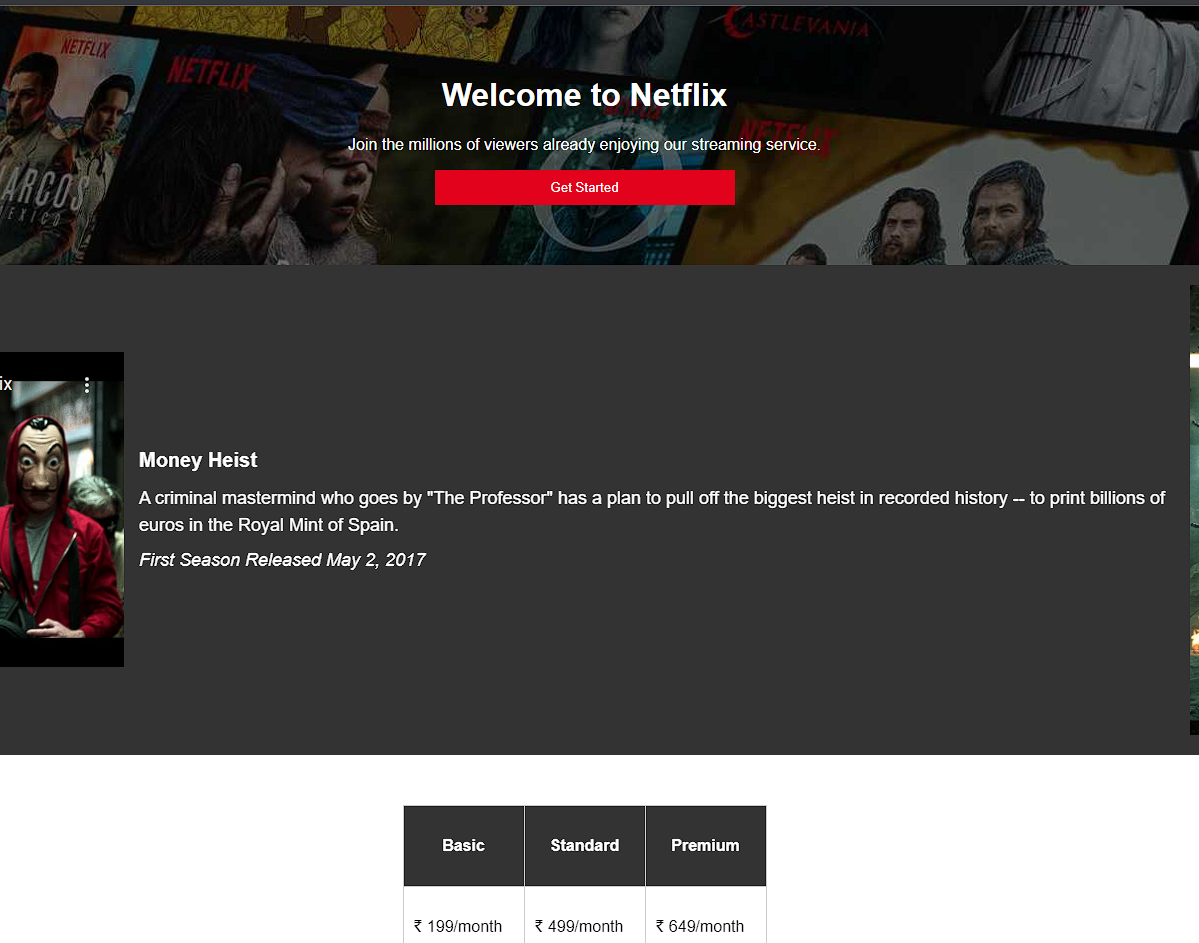 NETFLIX
NETFLIX
CASTLEVANIA
NETFLIX
NARCOS
MEXICO
Welcome to Netflix
Join the millions of viewers already enjoying our streaming service.
Get Started
ix
Money Heist
A criminal mastermind who goes by "The Professor" has a plan to pull off the biggest heist in recorded history -- to print billions of
euros in the Royal Mint of Spain.
First Season Released May 2, 2017
Basic Standard Premium
₹ 199/month ₹ 499/month ₹ 649/month